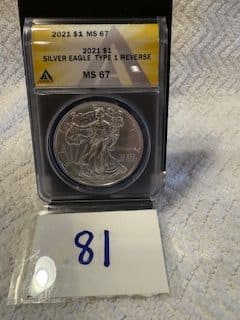 2021 $1 MS 67
2021 $1
SILVER EAGLE TYPE 1 REVERSE
MS 67
81